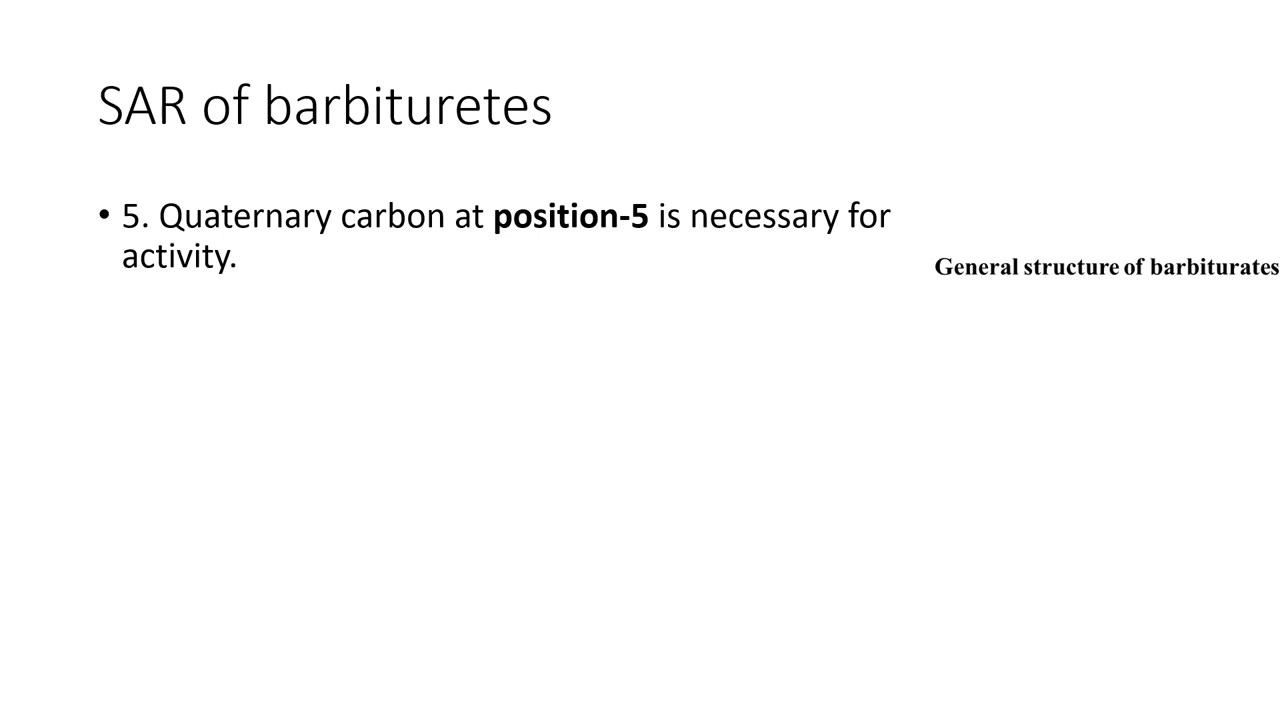 SAR of barbituretes
• 5. Quaternary carbon at position-5 is necessary for
activity.
General structure of barbiturates